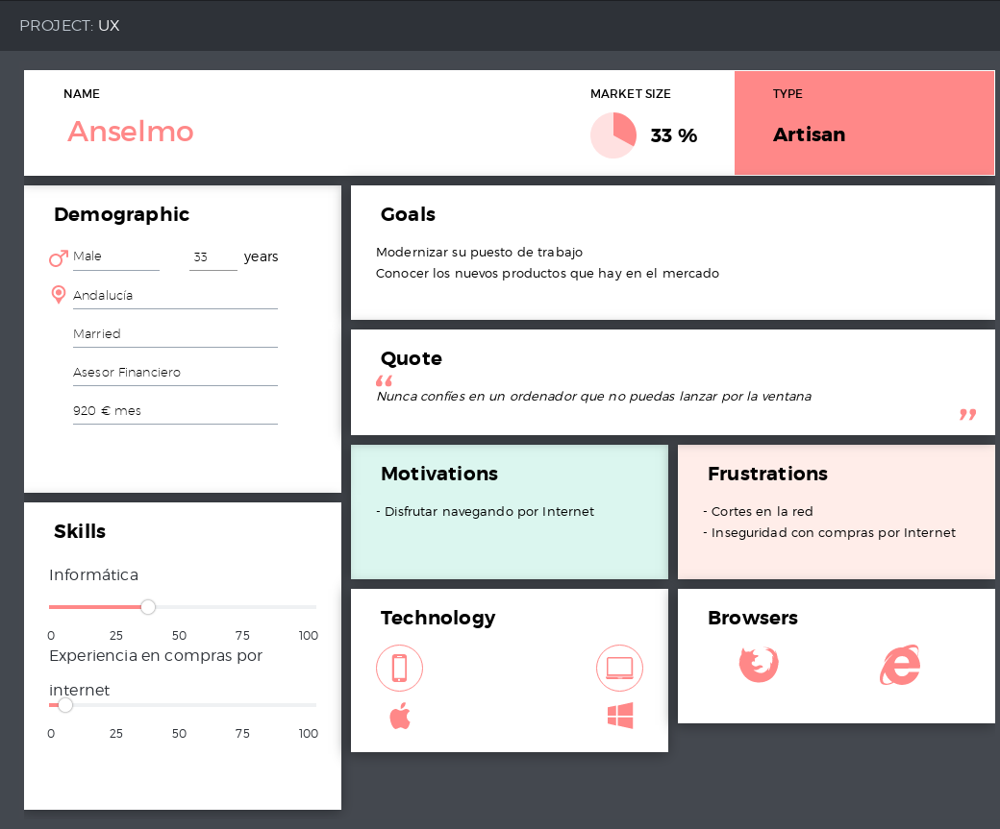 PROJECT: UX
NAME
Anselmo
MARKET SIZE
33 %
TYPE
Artisan
Demographic
Male
33 years
Andalucía
Married
Asesor Financiero
920 € mes
Goals
Modernizar su puesto de trabajo
Conocer los nuevos productos que hay en el mercado
Quote
“
Nunca confíes en un ordenador que no puedas lanzar por la ventana
”
Motivations
- Disfrutar navegando por Internet
Frustrations
- Cortes en la red
- Inseguridad con compras por Internet
Skills
Informática
0 25 50 75 100
Experiencia en compras por
internet
0 25 50 75 100
Technology
Browsers